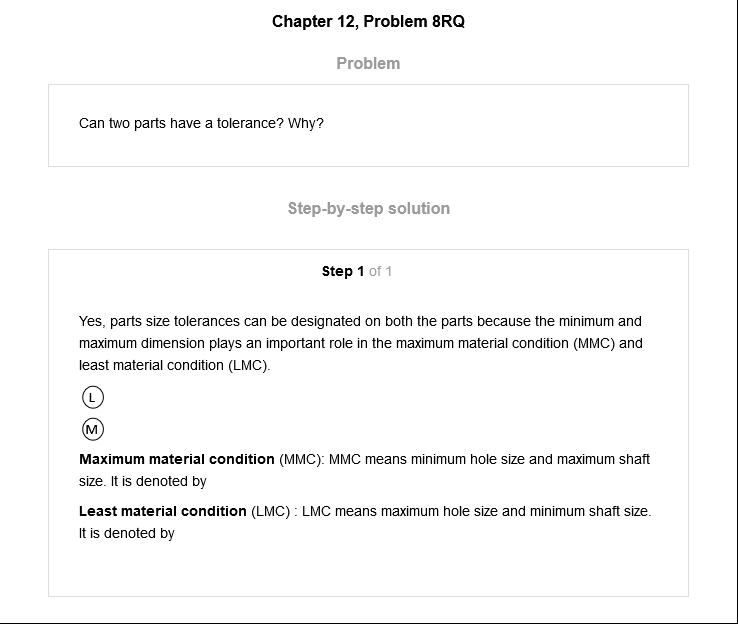 Chapter 12, Problem 8RQ
Problem
Can two parts have a tolerance? Why?
Step-by-step solution
Step 1 of 1
Yes, parts size tolerances can be designated on both the parts because the minimum and
maximum dimension plays an important role in the maximum material condition (MMC) and
least material condition (LMC).
L
M
Maximum material condition (MMC): MMC means minimum hole size and maximum shaft
size. It is denoted by
Least material condition (LMC) : LMC means maximum hole size and minimum shaft size.
It is denoted by